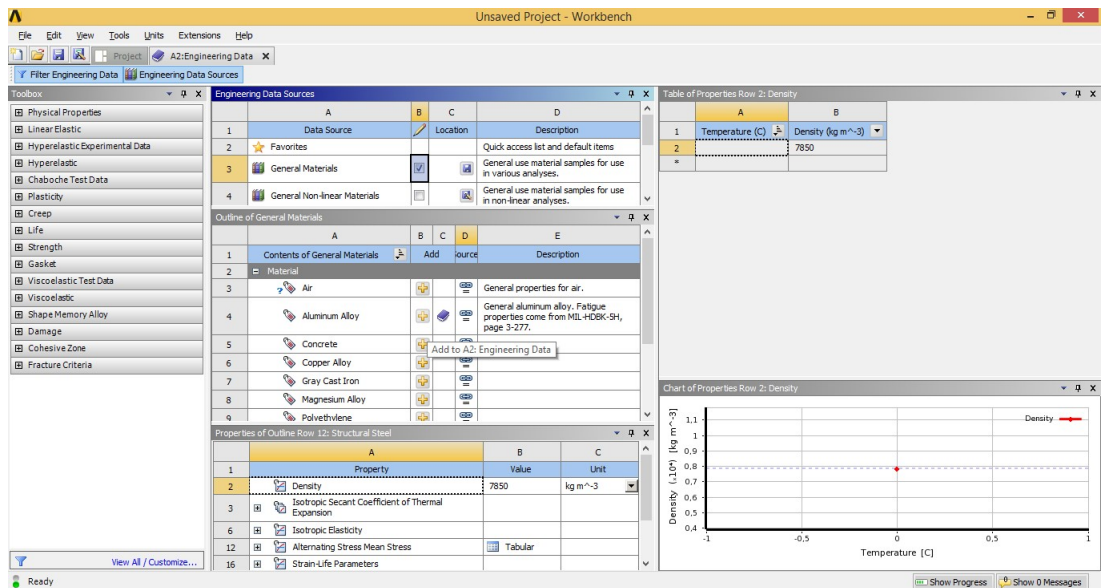 Unsaved Project - Workbench
File Edit View Tools Units Extensions Help
Project A2:Engineering Data
Filter Engineering Data Engineering Data Sources
Toolbox
Physical Properties
Linear Elastic
Hyperelastic Experimental Data
Hyperelastic
Chaboche Test Data
Plasticity
Creep
Life
Strength
Gasket
Viscoelastic Test Data
Viscoelastic
Shape Memory Alloy
Damage
Cohesive Zone
Fracture Criteria
View All / Customize...
Engineering Data Sources
A B C D
1 Data Source Location Description
2 Favorites Quick access list and default items
3 General Materials General use material samples for use
in various analyses.
4 General Non-linear Materials General use material samples for use
in non-linear analyses.
Outline of General Materials
A B C D E
1 Contents of General Materials Add ource Description
2 Material
3 ? Air General properties for air.
4 Aluminum Alloy General aluminum alloy. Fatigue
properties come from MIL-HDBK-5H,
page 3-277.
5 Concrete
Add to A2: Engineering Data
6 Copper Alloy
7 Gray Cast Iron
8 Magnesium Alloy
9 Polyethylene
Properties of Outline Row 12: Structural Steel
A B C
1 Property Value Unit
2 Density 7850 kg m^-3
3 Isotropic Secant Coefficient of Thermal
Expansion
6 Isotropic Elasticity
12 Alternating Stress Mean Stress Tabular
16 Strain-Life Parameters
Table of Properties Row 2: Density
A B
1 Temperature (C) Density (kg m^-3)
2 7850
*
Chart of Properties Row 2: Density
Density (.10⁴) [kg m^-3]
1,1
1
0,9
0,8
0,7
0,6
0,5
0,4
Density
-1 -0,5 0 0,5 1
Temperature [C]
Ready Show Progress Show 0 Messages